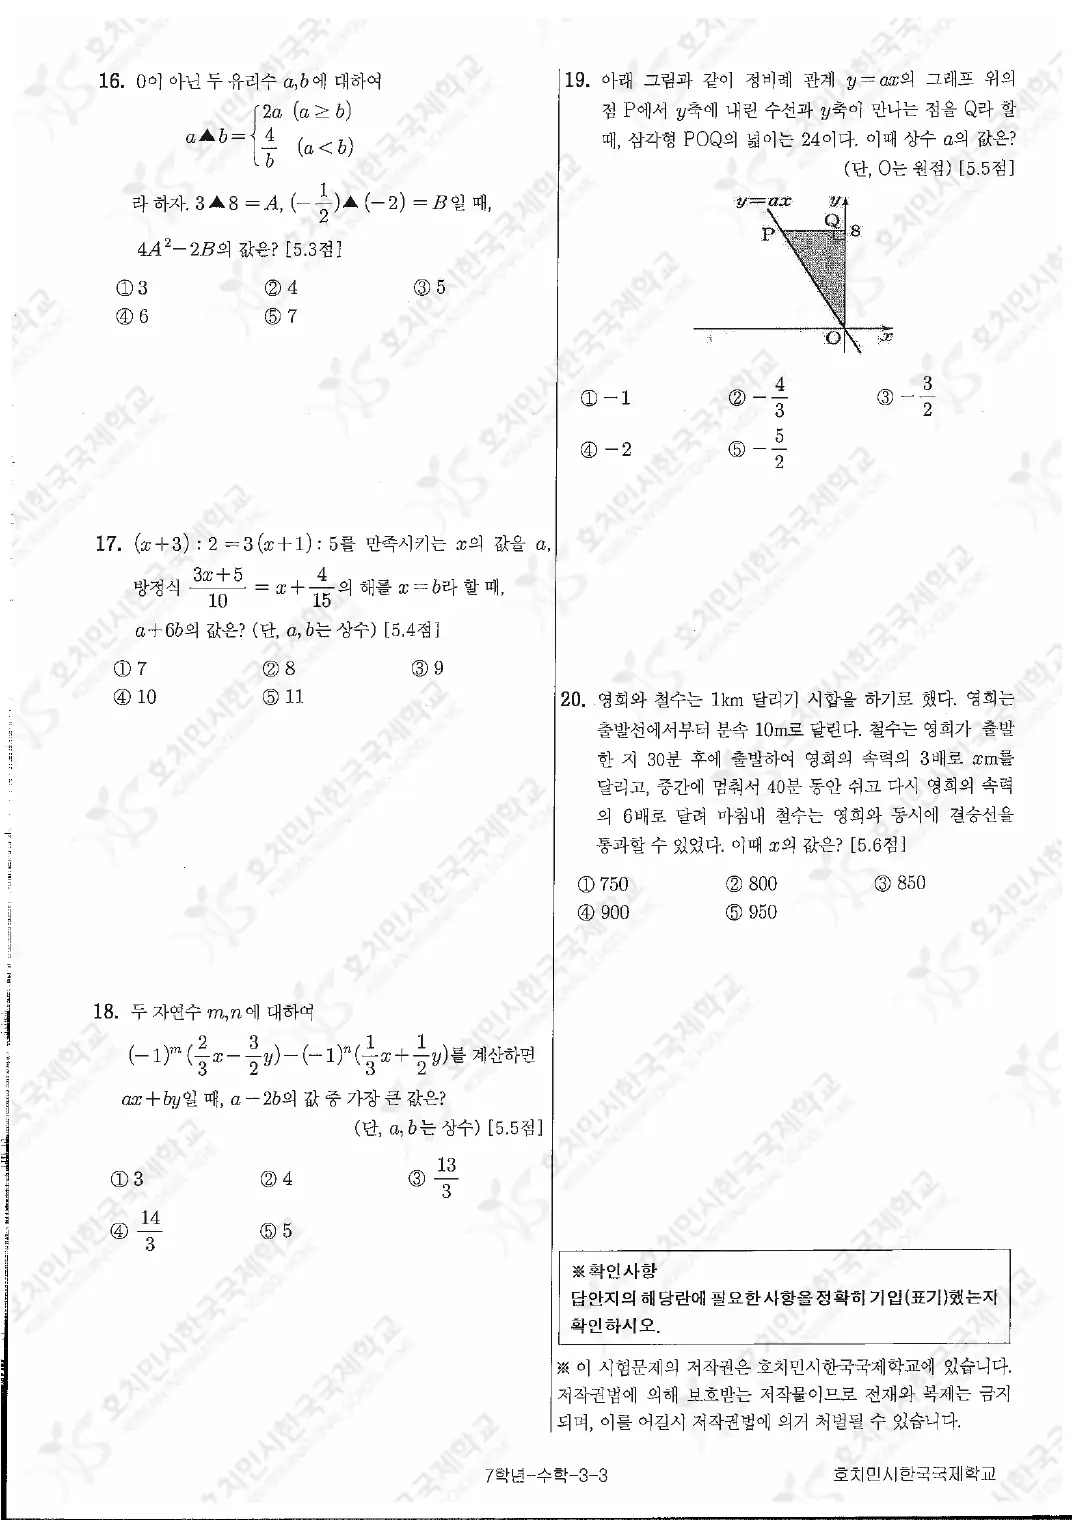 16. 0이 아닌 두 유리수 a,b에 대하여
a▲b = { 2a (a ≥ b)
4/b (a < b)
라 하자. 3▲8 = A, (-1/2)▲(-2) = B일 때,
4A²-2B의 값은? [5.3점]
① 3 ② 4 ③ 5
④ 6 ⑤ 7
17. (x+3) : 2 = 3(x+1) : 5를 만족시키는 x의 값을 a,
방정식 (3x+5)/10 = x + 4/15의 해를 x = b라 할 때,
a+6b의 값은? (단, a, b는 상수) [5.4점]
① 7 ② 8 ③ 9
④ 10 ⑤ 11
18. 두 자연수 m,n에 대하여
(-1)^m (2/3 x - 3/2 y) - (-1)^n (1/3 x + 1/2 y)를 계산하면
ax+by일 때, a-2b의 값 중 가장 큰 값은?
(단, a, b는 상수) [5.5점]
① 3 ② 4 ③ 13/3
④ 14/3 ⑤ 5
19. 아래 그림과 같이 정비례 관계 y = ax의 그래프 위의
점 P에서 y축에 내린 수선과 y축이 만나는 점을 Q라 할
때, 삼각형 POQ의 넓이는 24이다. 이때 상수 a의 값은?
(단, O는 원점) [5.5점]
y=ax y
P Q 8
O x
① -1 ② -4/3 ③ -3/2
④ -2 ⑤ -5/2
20. 영희와 철수는 1km 달리기 시합을 하기로 했다. 영희는
출발선에서부터 분속 10m로 달린다. 철수는 영희가 출발
한 지 30분 후에 출발하여 영희의 속력의 3배로 xm를
달리고, 중간에 멈춰서 40분 동안 쉬고 다시 영희의 속력
의 6배로 달려 마침내 철수는 영희와 동시에 결승선을
통과할 수 있었다. 이때 x의 값은? [5.6점]
① 750 ② 800 ③ 850
④ 900 ⑤ 950
※확인사항
답안지의 해당란에 필요한 사항을 정확히 기입(표기)했는지
확인하시오.
※ 이 시험문제의 저작권은 호치민시한국국제학교에 있습니다.
저작권법에 의해 보호받는 저작물이므로 전재와 복제는 금지
되며, 이를 어길시 저작권법에 의거 처벌될 수 있습니다.
7학년-수학-3-3
호치민시한국국제학교